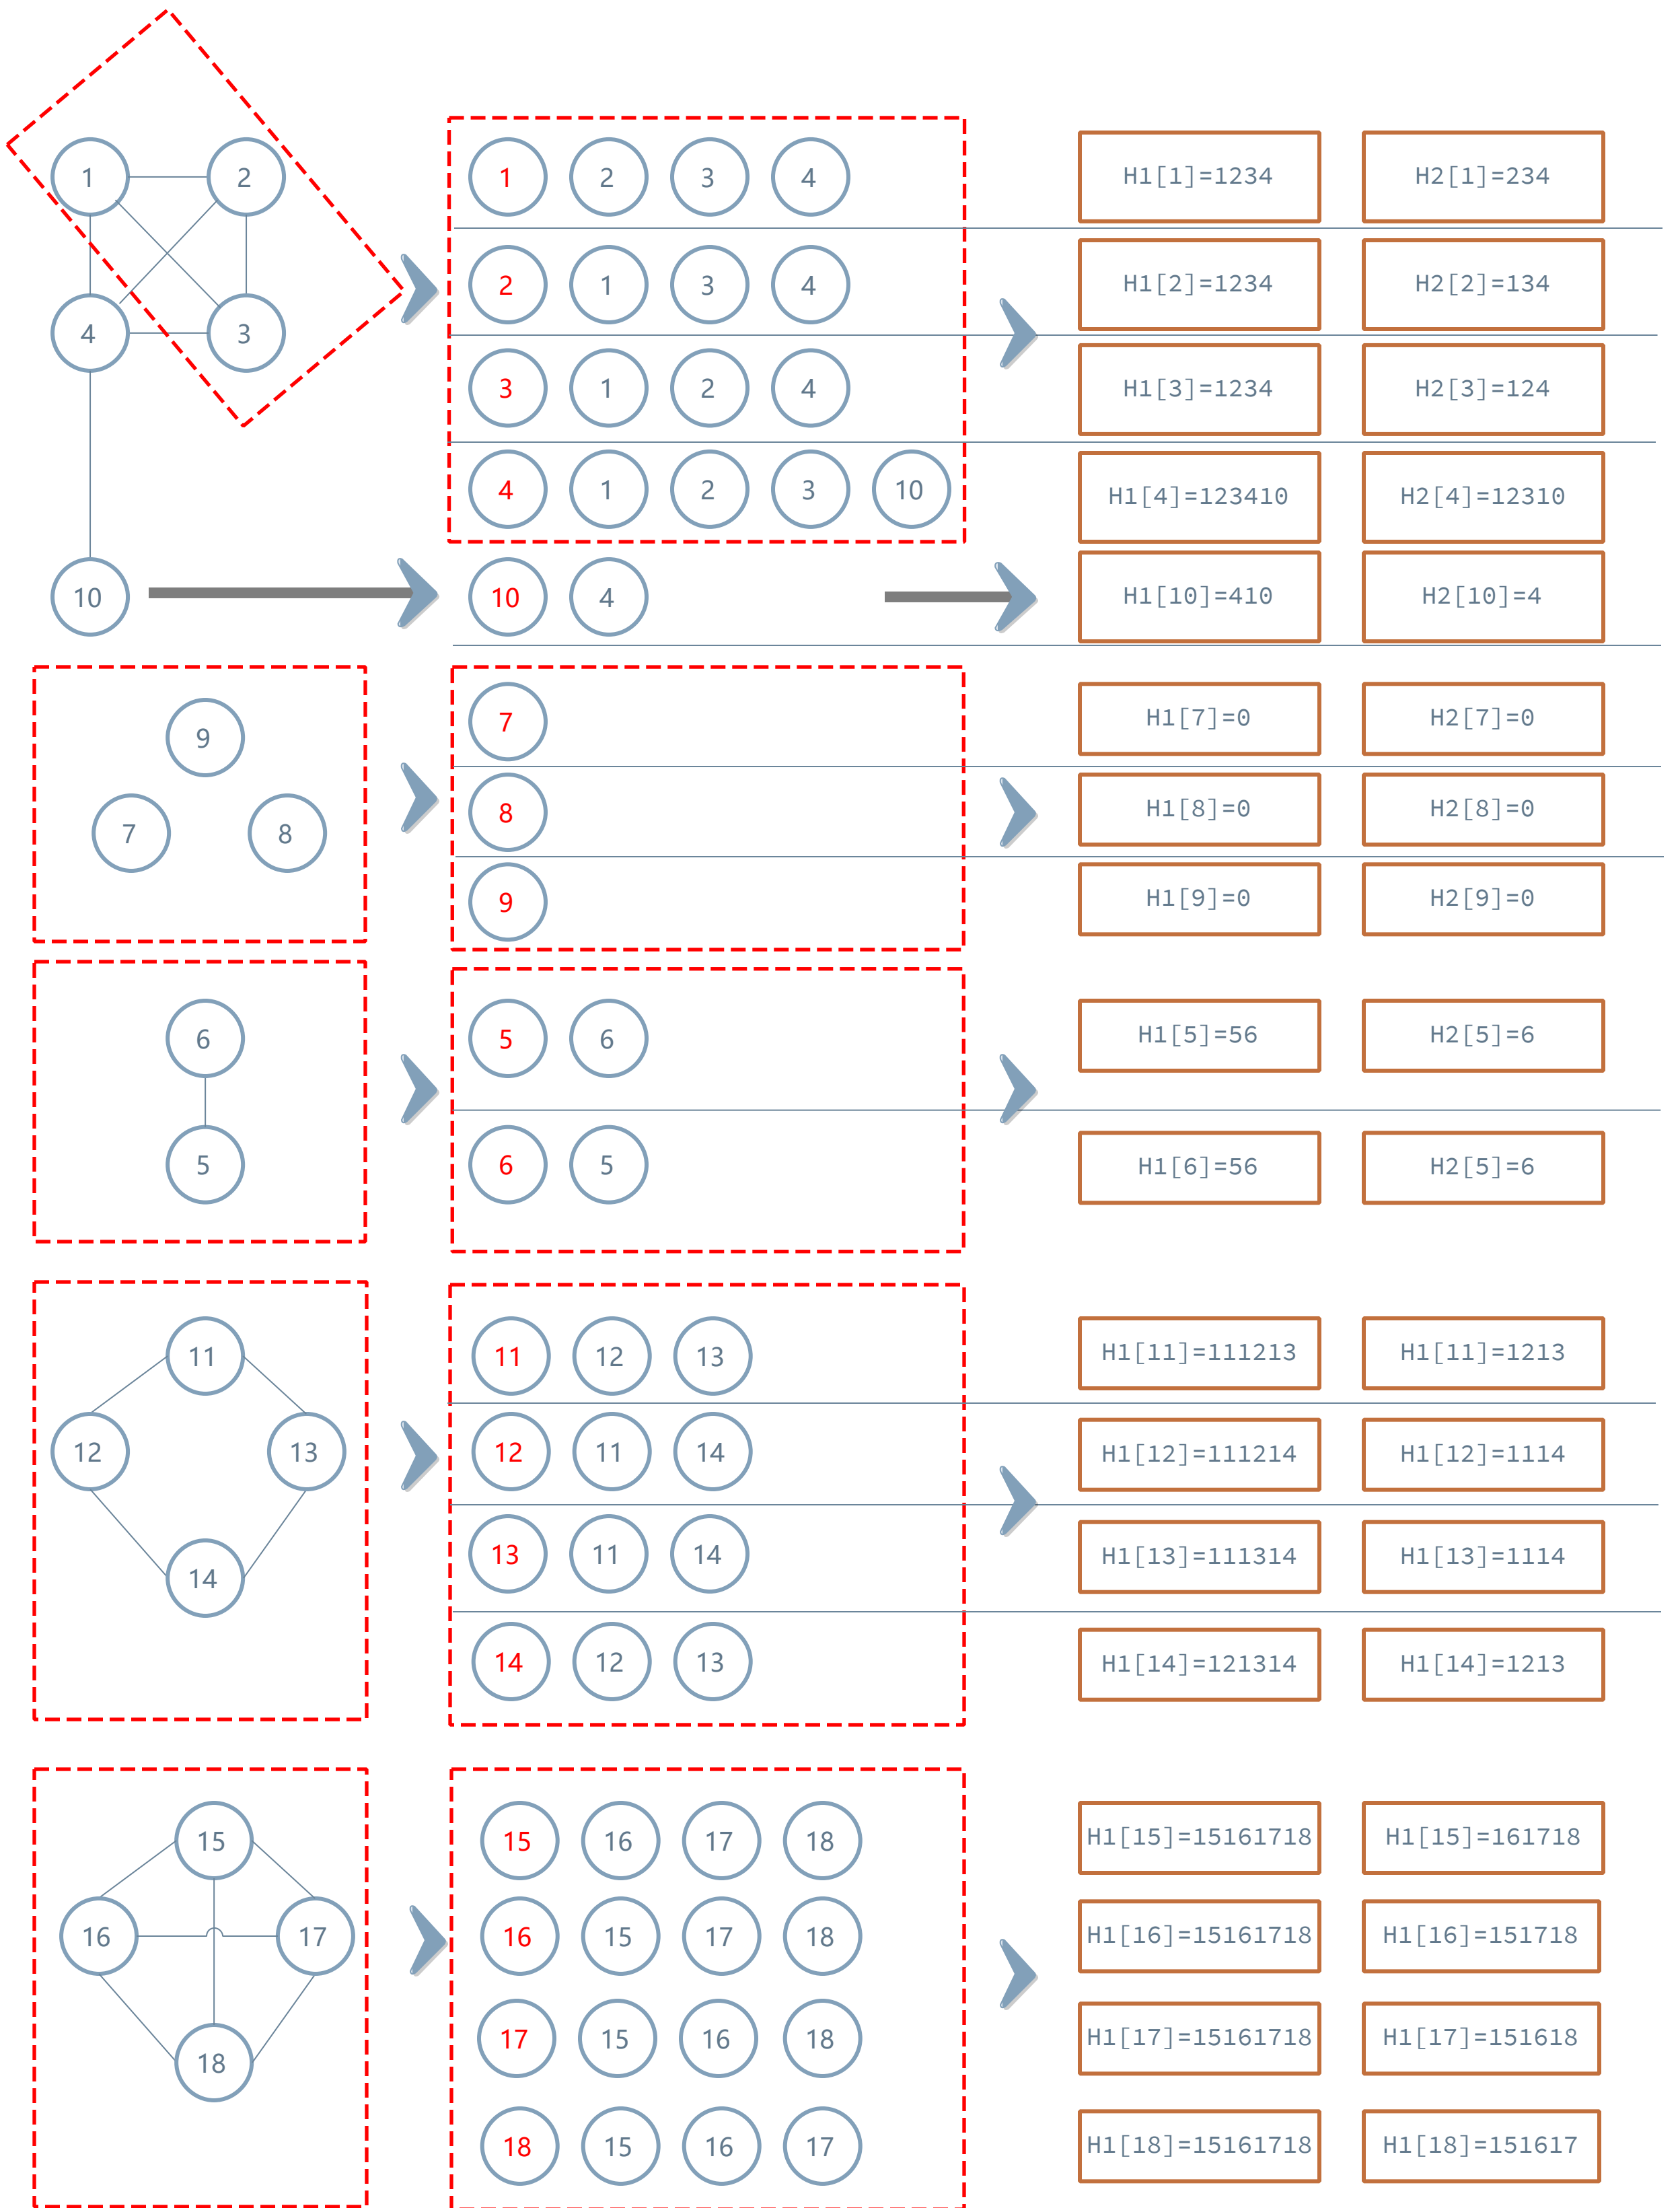 1 2 1 2 3 4 H1[1]=1234 H2[1]=234
2 1 3 4 H1[2]=1234 H2[2]=134
4 3 3 1 2 4 H1[3]=1234 H2[3]=124
4 1 2 3 10 H1[4]=123410 H2[4]=12310
10 10 4 H1[10]=410 H2[10]=4
9 7 H1[7]=0 H2[7]=0
7 8 8 H1[8]=0 H2[8]=0
9 H1[9]=0 H2[9]=0
6 5 6 H1[5]=56 H2[5]=6
5 6 5 H1[6]=56 H2[5]=6
11 11 12 13 H1[11]=111213 H1[11]=1213
12 13 12 11 14 H1[12]=111214 H1[12]=1114
14 13 11 14 H1[13]=111314 H1[13]=1114
14 12 13 H1[14]=121314 H1[14]=1213
15 15 16 17 18 H1[15]=15161718 H1[15]=161718
16 17 16 15 17 18 H1[16]=15161718 H1[16]=151718
18 17 15 16 18 H1[17]=15161718 H1[17]=151618
18 15 16 17 H1[18]=15161718 H1[18]=151617